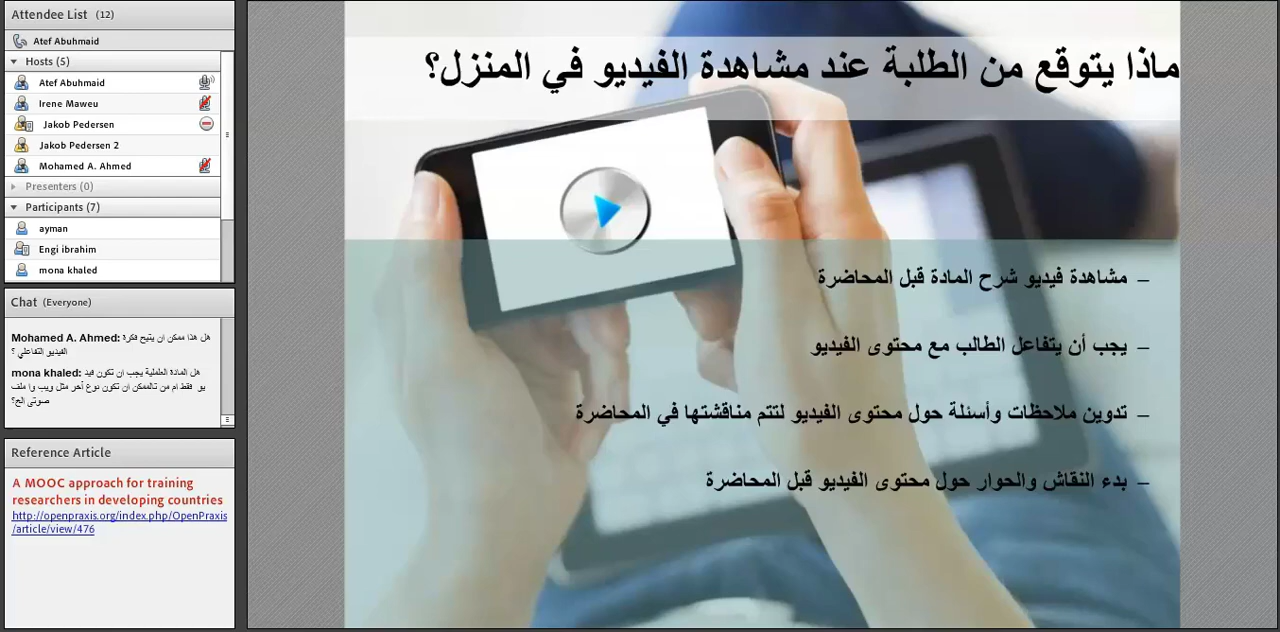 Attendee List (12)
Atef Abuhmaid
Hosts (5)
Atef Abuhmaid
Irene Maweu
Jakob Pedersen
Jakob Pedersen 2
Mohamed A. Ahmed
Presenters (0)
Participants (7)
ayman
Engi ibrahim
mona khaled
Chat (Everyone)
Mohamed A. Ahmed: هل هذا ممكن ان يتيح فكرة
الفيديو التفاعلي ؟
mona khaled: هل المادة العلملية يجب ان تكون فيد
يو فقط ام من تالممكن ان تكون نوع أخر مثل ويب وا ملف
صوتى الخ؟
Reference Article
A MOOC approach for training
researchers in developing countries
http://openpraxis.org/index.php/OpenPraxis
/article/view/476
ماذا يتوقع من الطلبة عند مشاهدة الفيديو في المنزل؟
– مشاهدة فيديو شرح المادة قبل المحاضرة
– يجب أن يتفاعل الطالب مع محتوى الفيديو
– تدوين ملاحظات وأسئلة حول محتوى الفيديو لتتم مناقشتها في المحاضرة
– بدء النقاش والحوار حول محتوى الفيديو قبل المحاضرة